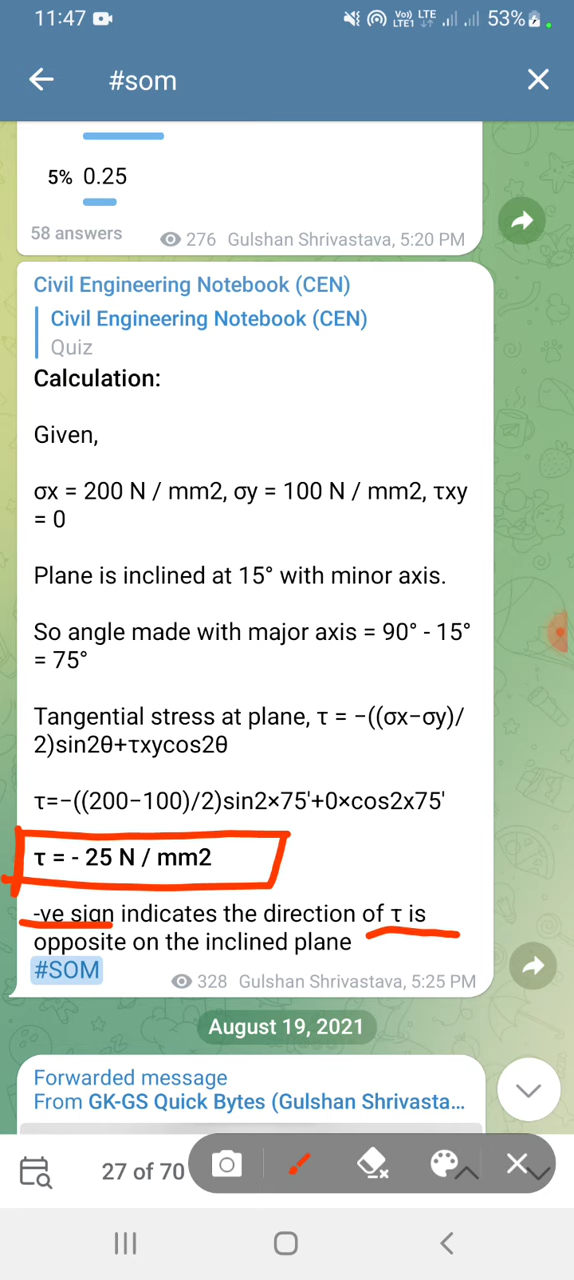 11:47
Vo)) LTE
LTE1
53%
#som
5% 0.25
58 answers
276 Gulshan Shrivastava, 5:20 PM
Civil Engineering Notebook (CEN)
Civil Engineering Notebook (CEN)
Quiz
Calculation:
Given,
σx = 200 N / mm2, σy = 100 N / mm2, τxy
= 0
Plane is inclined at 15° with minor axis.
So angle made with major axis = 90° - 15°
= 75°
Tangential stress at plane, τ = −((σx−σy)/
2)sin2θ+τxycos2θ
τ=−((200−100)/2)sin2×75'+0×cos2x75'
τ = - 25 N / mm2
-ve sign indicates the direction of τ is
opposite on the inclined plane
#SOM
328 Gulshan Shrivastava, 5:25 PM
August 19, 2021
Forwarded message
From GK-GS Quick Bytes (Gulshan Shrivasta...
27 of 70